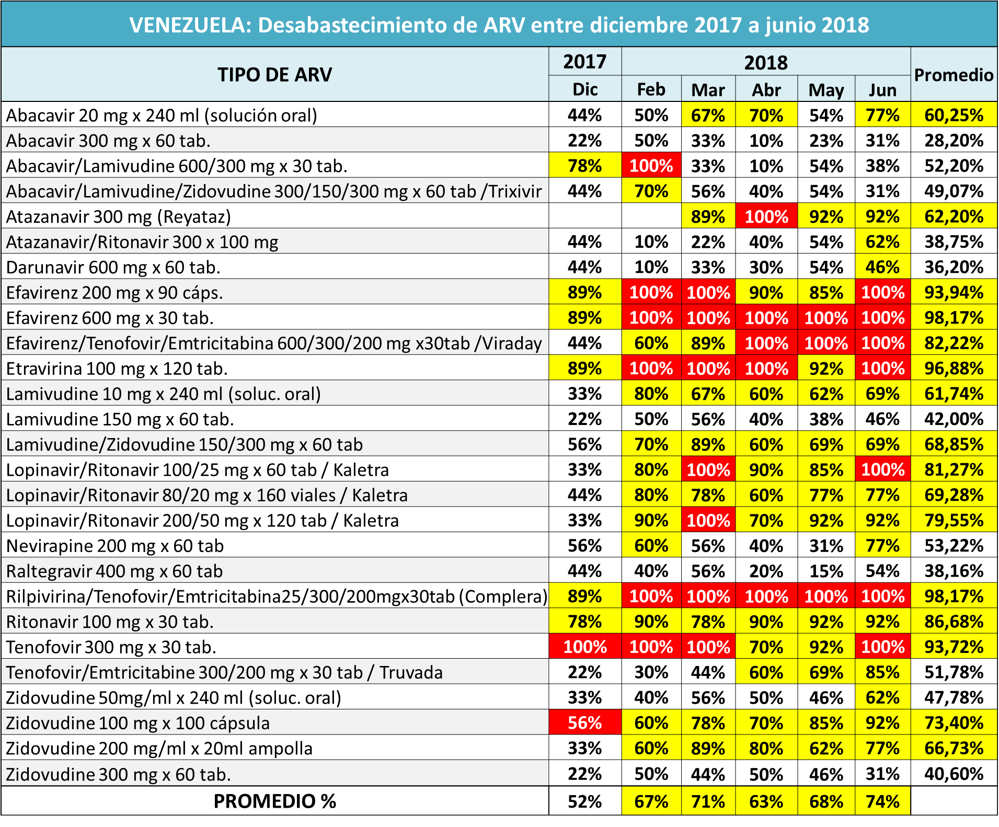 VENEZUELA: Desabastecimiento de ARV entre diciembre 2017 a junio 2018
TIPO DE ARV 2017 2018 Promedio
Dic Feb Mar Abr May Jun
Abacavir 20 mg x 240 ml (solución oral) 44% 50% 67% 70% 54% 77% 60,25%
Abacavir 300 mg x 60 tab. 22% 50% 33% 10% 23% 31% 28,20%
Abacavir/Lamivudine 600/300 mg x 30 tab. 78% 100% 33% 10% 54% 38% 52,20%
Abacavir/Lamivudine/Zidovudine 300/150/300 mg x 60 tab /Trixivir 44% 70% 56% 40% 54% 31% 49,07%
Atazanavir 300 mg (Reyataz) 89% 100% 92% 92% 62,20%
Atazanavir/Ritonavir 300 x 100 mg 44% 10% 22% 40% 54% 62% 38,75%
Darunavir 600 mg x 60 tab. 44% 10% 33% 30% 54% 46% 36,20%
Efavirenz 200 mg x 90 cáps. 89% 100% 100% 90% 85% 100% 93,94%
Efavirenz 600 mg x 30 tab. 89% 100% 100% 100% 100% 100% 98,17%
Efavirenz/Tenofovir/Emtricitabina 600/300/200 mg x30tab /Viraday 44% 60% 89% 100% 100% 100% 82,22%
Etravirina 100 mg x 120 tab. 89% 100% 100% 100% 92% 100% 96,88%
Lamivudine 10 mg x 240 ml (soluc. oral) 33% 80% 67% 60% 62% 69% 61,74%
Lamivudine 150 mg x 60 tab. 22% 50% 56% 40% 38% 46% 42,00%
Lamivudine/Zidovudine 150/300 mg x 60 tab 56% 70% 89% 60% 69% 69% 68,85%
Lopinavir/Ritonavir 100/25 mg x 60 tab / Kaletra 33% 80% 100% 90% 85% 100% 81,27%
Lopinavir/Ritonavir 80/20 mg x 160 viales / Kaletra 44% 80% 78% 60% 77% 77% 69,28%
Lopinavir/Ritonavir 200/50 mg x 120 tab / Kaletra 33% 90% 100% 70% 92% 92% 79,55%
Nevirapine 200 mg x 60 tab 56% 60% 56% 40% 31% 77% 53,22%
Raltegravir 400 mg x 60 tab 44% 40% 56% 20% 15% 54% 38,16%
Rilpivirina/Tenofovir/Emtricitabina25/300/200mgx30tab (Complera) 89% 100% 100% 100% 100% 100% 98,17%
Ritonavir 100 mg x 30 tab. 78% 90% 78% 90% 92% 92% 86,68%
Tenofovir 300 mg x 30 tab. 100% 100% 100% 70% 92% 100% 93,72%
Tenofovir/Emtricitabine 300/200 mg x 30 tab / Truvada 22% 30% 44% 60% 69% 85% 51,78%
Zidovudine 50mg/ml x 240 ml (soluc. oral) 33% 40% 56% 50% 46% 62% 47,78%
Zidovudine 100 mg x 100 cápsula 56% 60% 78% 70% 85% 92% 73,40%
Zidovudine 200 mg/ml x 20ml ampolla 33% 60% 89% 80% 62% 77% 66,73%
Zidovudine 300 mg x 60 tab. 22% 50% 44% 50% 46% 31% 40,60%
PROMEDIO % 52% 67% 71% 63% 68% 74%